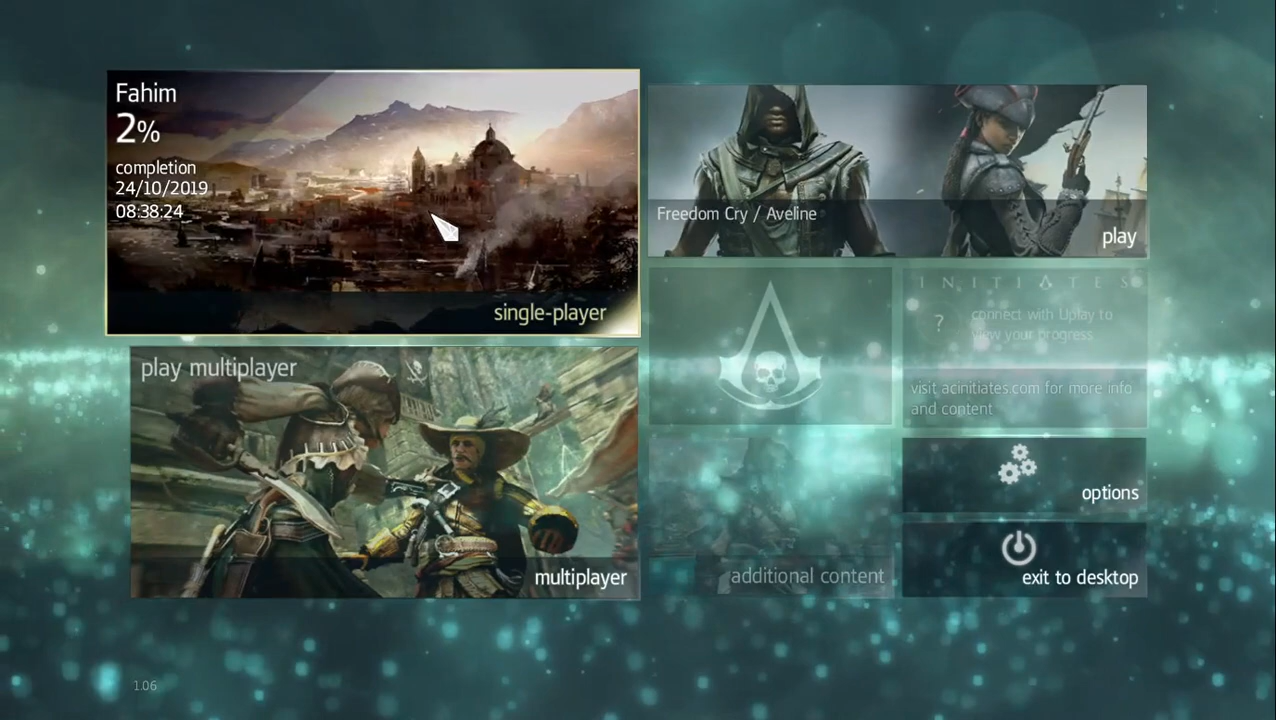 Fahim
2%
completion
24/10/2019
08:38:24
single-player
Freedom Cry / Aveline
play
INITIATES
?
connect with Uplay to
view your progress
visit acinitiates.com for more info
and content
play multiplayer
multiplayer
additional content
options
exit to desktop
1.06